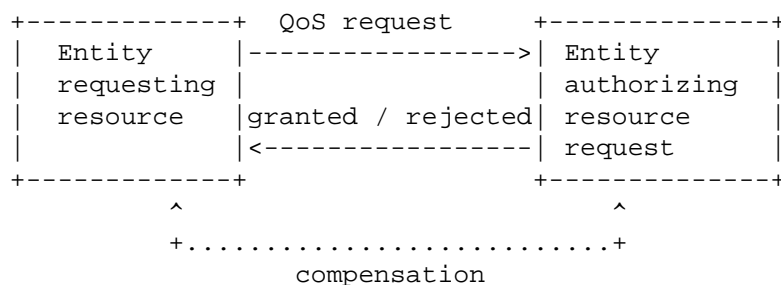 +-------------+  QoS request     +--------------+
|  Entity     |----------------->| Entity       |
|  requesting |                  | authorizing  |
|  resource   |granted / rejected| resource     |
|             |<-----------------| request      |
+-------------+                  +--------------+
^                           ^
+...........................+
compensation